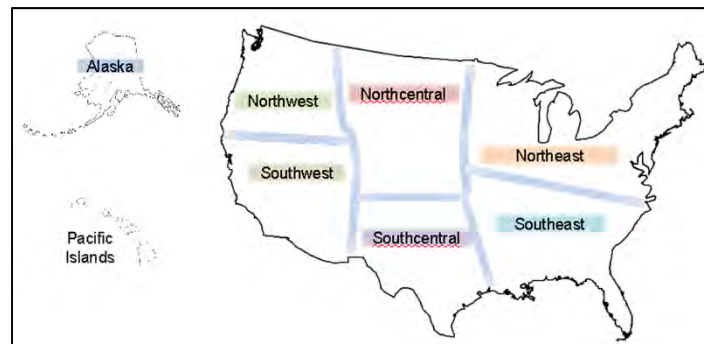 Alaska
Northwest
Northcentral
Northeast
Southwest
Pacific
Islands
Southcentral
Southeast